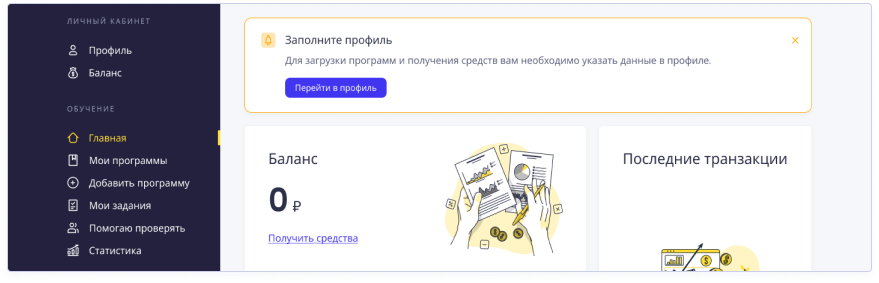 ЛИЧНЫЙ КАБИНЕТ
Профиль
Баланс
ОБУЧЕНИЕ
Главная
Мои программы
Добавить программу
Мои задания
Помогаю проверять
Статистика
Заполните профиль
Для загрузки программ и получения средств вам необходимо указать данные в профиле.
Перейти в профиль
Баланс
0 ₽
Получить средства
Последние транзакции